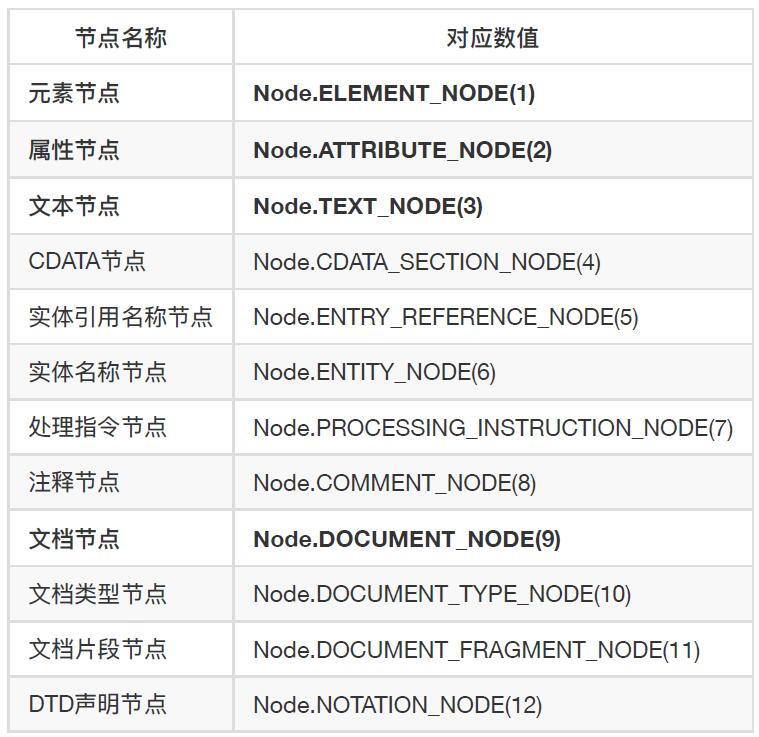 节点名称 对应数值
元素节点 Node.ELEMENT_NODE(1)
属性节点 Node.ATTRIBUTE_NODE(2)
文本节点 Node.TEXT_NODE(3)
CDATA节点 Node.CDATA_SECTION_NODE(4)
实体引用名称节点 Node.ENTRY_REFERENCE_NODE(5)
实体名称节点 Node.ENTITY_NODE(6)
处理指令节点 Node.PROCESSING_INSTRUCTION_NODE(7)
注释节点 Node.COMMENT_NODE(8)
文档节点 Node.DOCUMENT_NODE(9)
文档类型节点 Node.DOCUMENT_TYPE_NODE(10)
文档片段节点 Node.DOCUMENT_FRAGMENT_NODE(11)
DTD声明节点 Node.NOTATION_NODE(12)